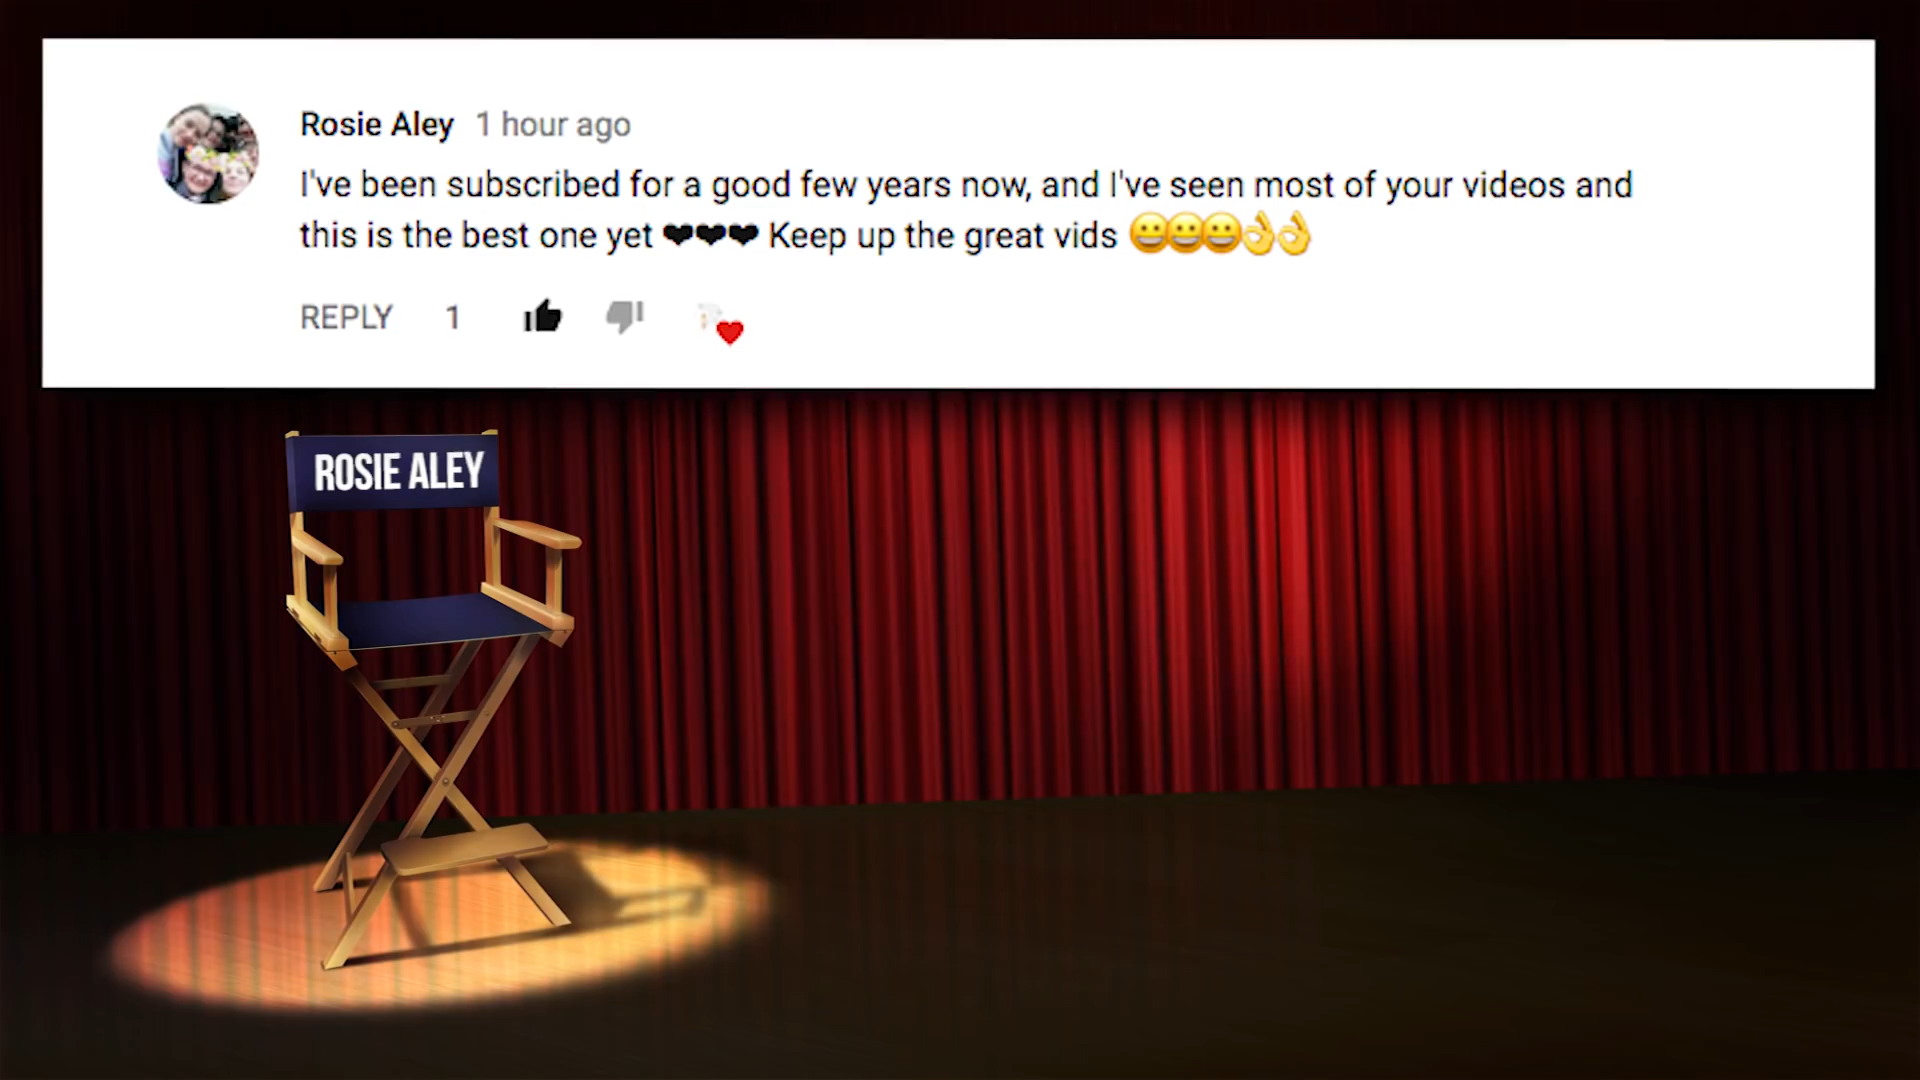 Rosie Aley 1 hour ago
I've been subscribed for a good few years now, and I've seen most of your videos and
this is the best one yet ❤❤❤ Keep up the great vids 😀😀😀👌👌
REPLY 1
ROSIE ALEY